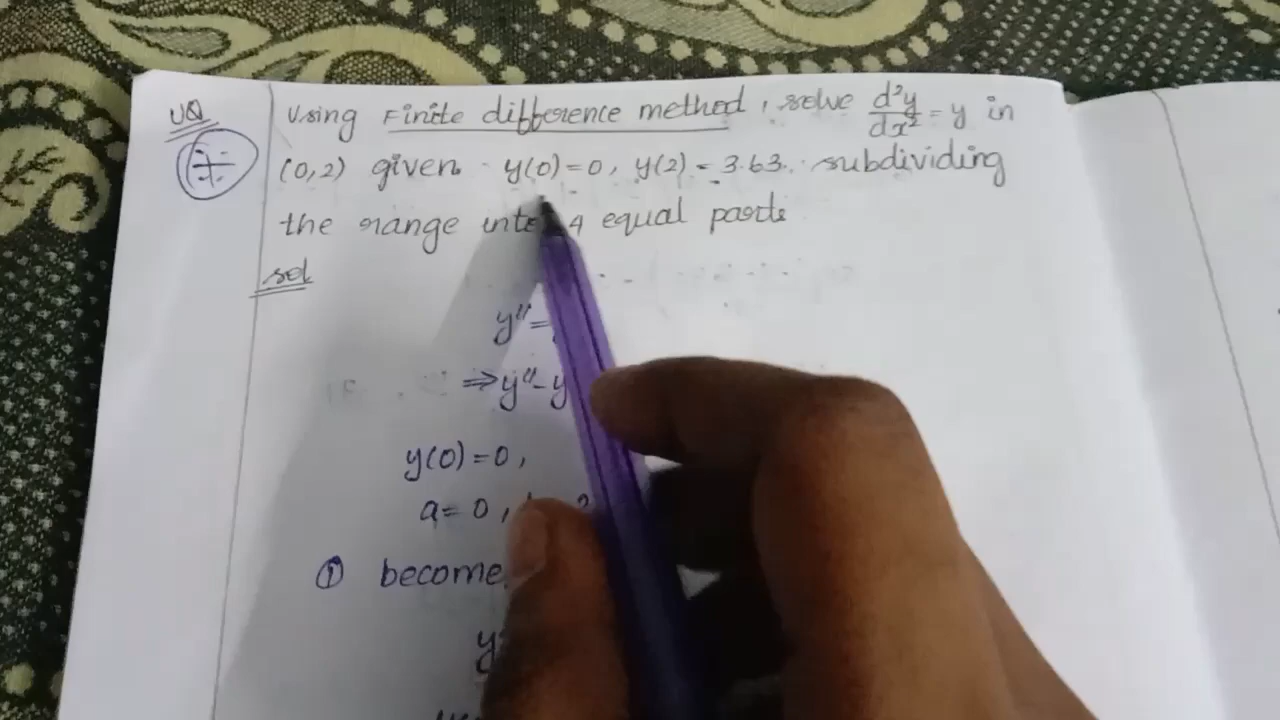 UQ
Using Finite difference method, solve d²y/dx² = y in
(0,2) given y(0)=0, y(2)=3.63. subdividing
the range into 4 equal parts
sol
y'' =
⇒ y'' - y
y(0) = 0,
a = 0,
① become